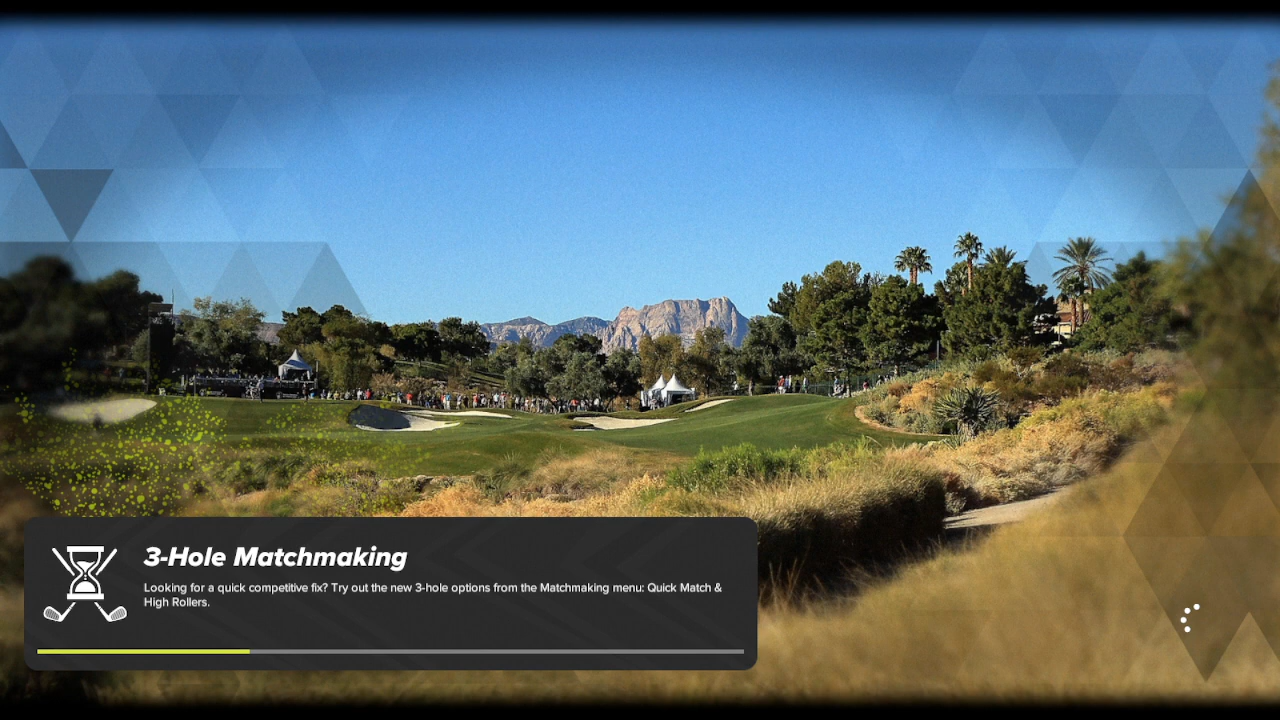 3-Hole Matchmaking
Looking for a quick competitive fix? Try out the new 3-hole options from the Matchmaking menu: Quick Match &
High Rollers.